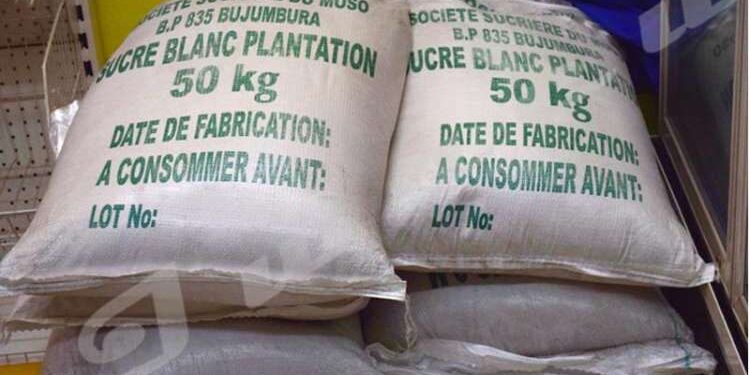 SOCIETE SUCRIERE DU MOSO
B.P 835 BUJUMBURA
SUCRE BLANC PLANTATION
50 kg
DATE DE FABRICATION:
A CONSOMMER AVANT:
LOT No:
SOCIETE SUCRIERE DU
B.P 835 BUJUMBURA
SUCRE BLANC PLANTATION
50 kg
DATE DE FABRICATION:
A CONSOMMER AVANT:
LOT No: